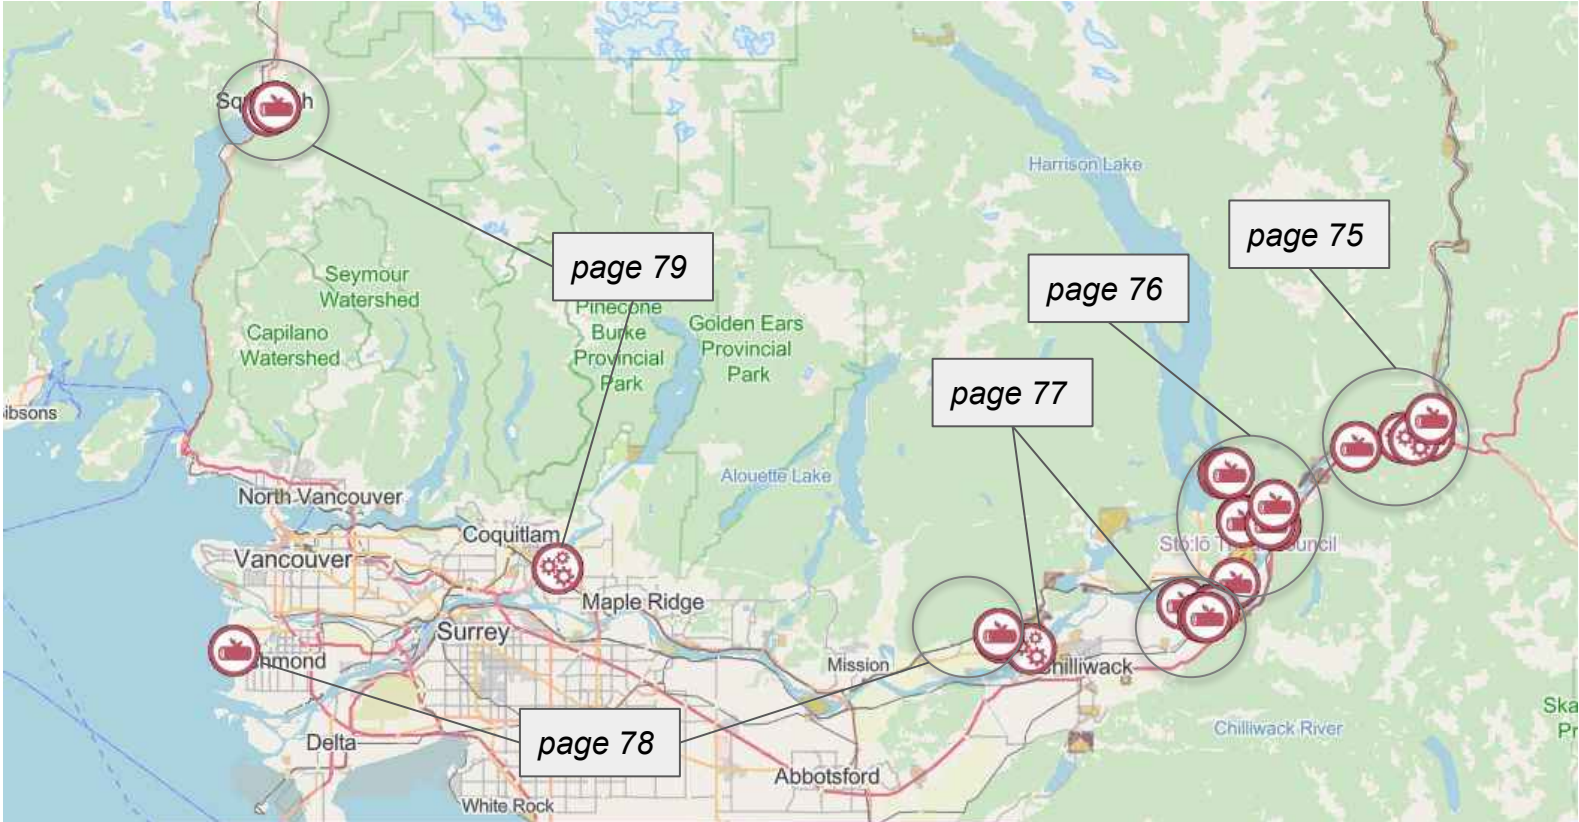 Harrison Lake
page 75
page 79
page 76
Seymour
Watershed
Pinecone
Burke
Provincial
Park
Golden Ears
Provincial
Park
Capilano
Watershed
page 77
Alouette Lake
North Vancouver
Coquitlam
Vancouver
Maple Ridge
Surrey
Mission
page 78
Delta
Chilliwack River
Abbotsford
White Rock